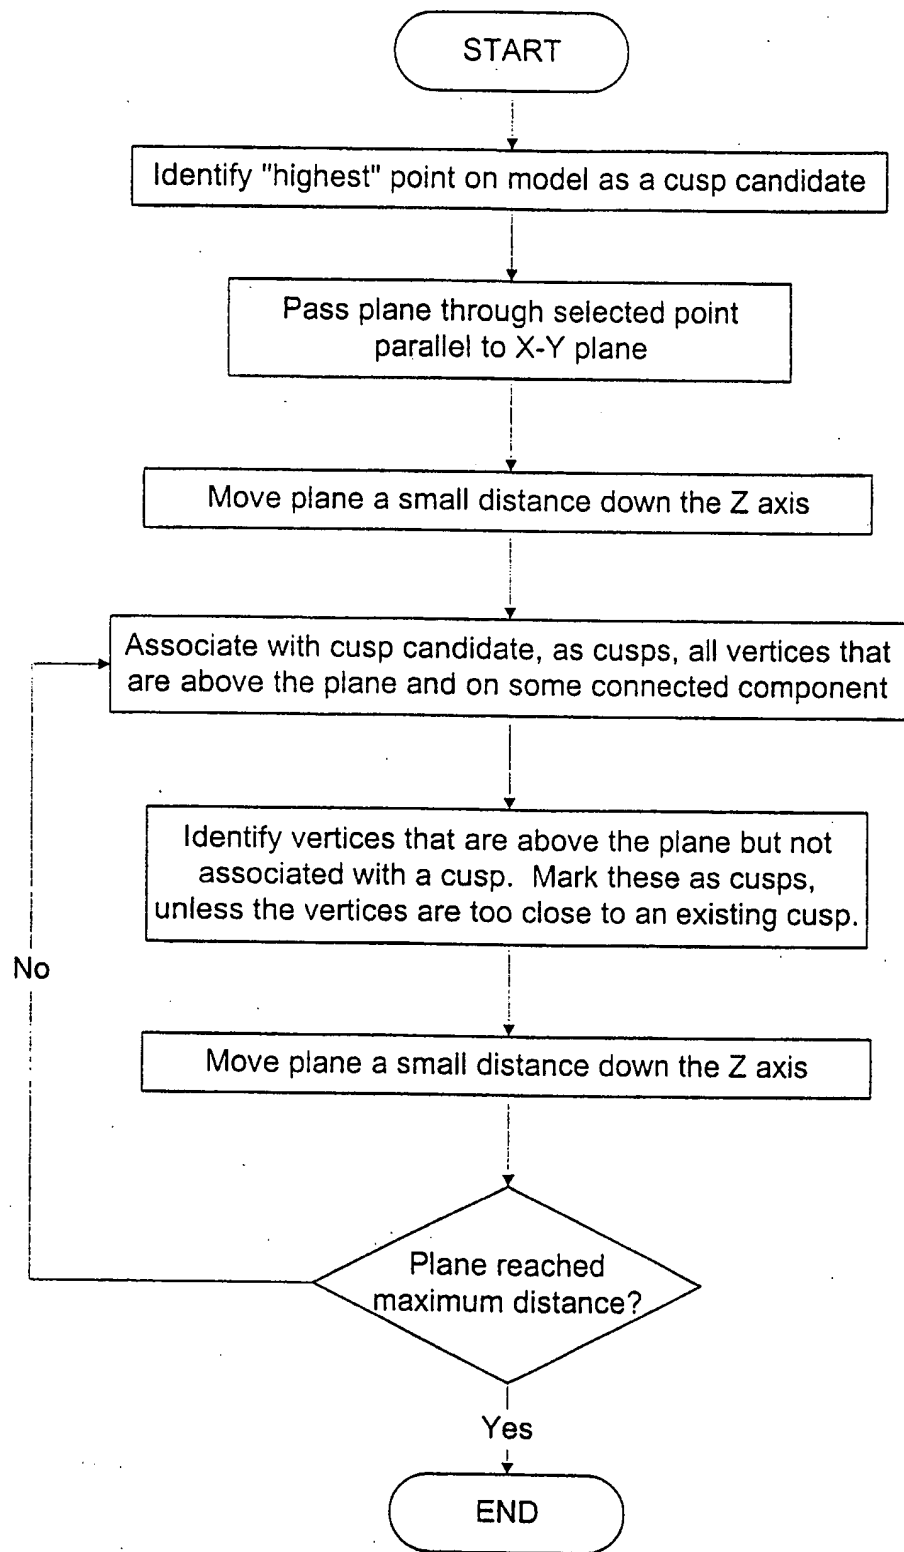 START
Identify "highest" point on model as a cusp candidate
Pass plane through selected point
parallel to X-Y plane
Move plane a small distance down the Z axis
Associate with cusp candidate, as cusps, all vertices that
are above the plane and on some connected component
Identify vertices that are above the plane but not
associated with a cusp. Mark these as cusps,
unless the vertices are too close to an existing cusp.
No
Move plane a small distance down the Z axis
Plane reached
maximum distance?
Yes
END